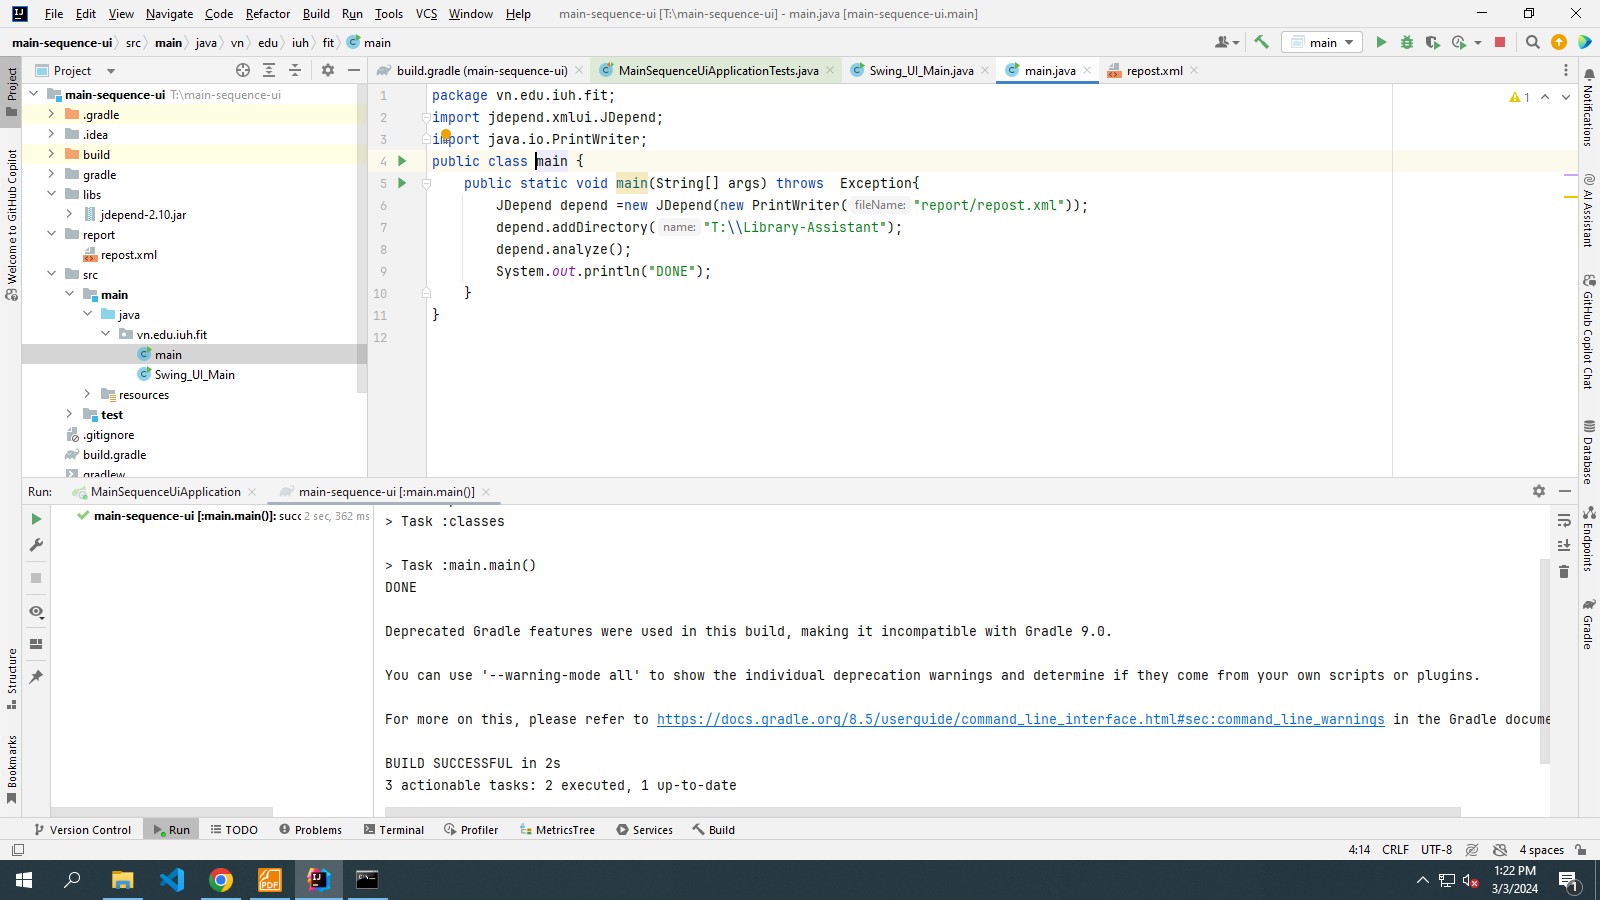 File Edit View Navigate Code Refactor Build Run Tools VCS Window Help main-sequence-ui [T:\main-sequence-ui] - main.java [main-sequence-ui.main]
main-sequence-ui src main java vn edu iuh fit main
main
Project
build.gradle (main-sequence-ui) MainSequenceUiApplicationTests.java Swing_UI_Main.java main.java repost.xml
main-sequence-ui T:\main-sequence-ui
.gradle
.idea
build
gradle
libs
jdepend-2.10.jar
report
repost.xml
src
main
java
vn.edu.iuh.fit
main
Swing_UI_Main
resources
test
.gitignore
build.gradle
gradlew
1 package vn.edu.iuh.fit;
2 import jdepend.xmlui.JDepend;
3 import java.io.PrintWriter;
4 public class main {
5 public static void main(String[] args) throws  Exception{
6 JDepend depend =new JDepend(new PrintWriter( fileName: "report/repost.xml"));
7 depend.addDirectory( name: "T:\\Library-Assistant");
8 depend.analyze();
9 System.out.println("DONE");
10 }
11 }
12
1
Project
Welcome to GitHub Copilot
Structure
Bookmarks
Notifications
AI Assistant
GitHub Copilot Chat
Database
Endpoints
Gradle
Run: MainSequenceUiApplication main-sequence-ui [:main.main()]
main-sequence-ui [:main.main()]: succ 2 sec, 362 ms
> Task :classes
> Task :main.main()
DONE
Deprecated Gradle features were used in this build, making it incompatible with Gradle 9.0.
You can use '--warning-mode all' to show the individual deprecation warnings and determine if they come from your own scripts or plugins.
For more on this, please refer to https://docs.gradle.org/8.5/userguide/command_line_interface.html#sec:command_line_warnings in the Gradle docume
BUILD SUCCESSFUL in 2s
3 actionable tasks: 2 executed, 1 up-to-date
Version Control Run TODO Problems Terminal Profiler MetricsTree Services Build
4:14 CRLF UTF-8 4 spaces
1:22 PM
3/3/2024
1